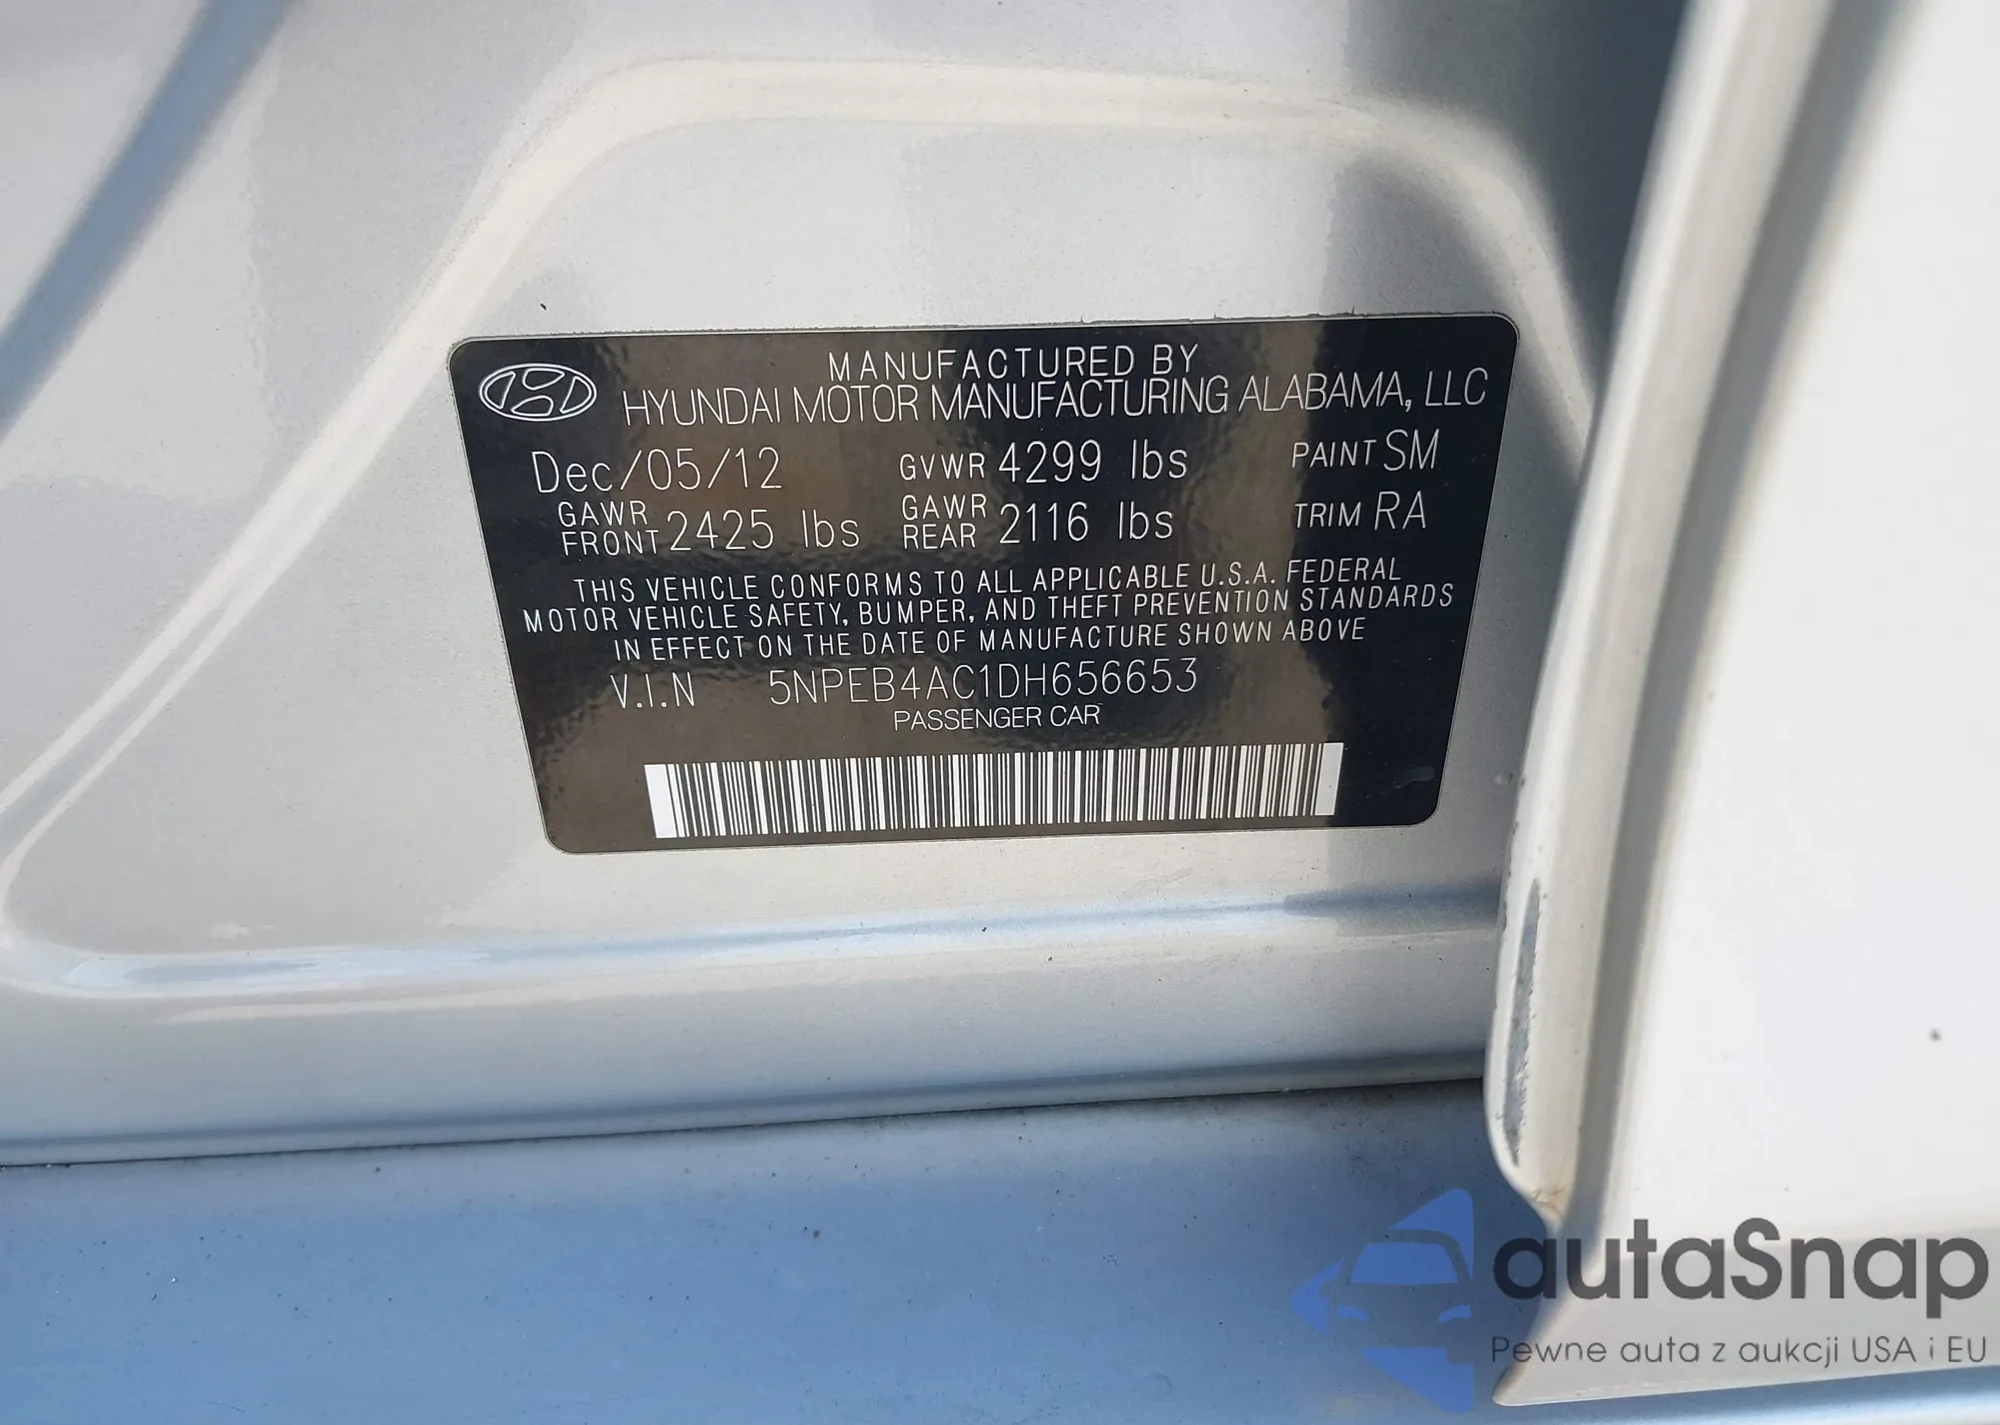 MANUFACTURED BY
HYUNDAI MOTOR MANUFACTURING ALABAMA, LLC
Dec/05/12 GVWR 4299 lbs PAINT SM
GAWR FRONT 2425 lbs GAWR REAR 2116 lbs TRIM RA
THIS VEHICLE CONFORMS TO ALL APPLICABLE U.S.A. FEDERAL
MOTOR VEHICLE SAFETY, BUMPER, AND THEFT PREVENTION STANDARDS
IN EFFECT ON THE DATE OF MANUFACTURE SHOWN ABOVE
V.I.N 5NPEB4AC1DH656653
PASSENGER CAR
autaSnap
Pewne auta z aukcji USA i EU